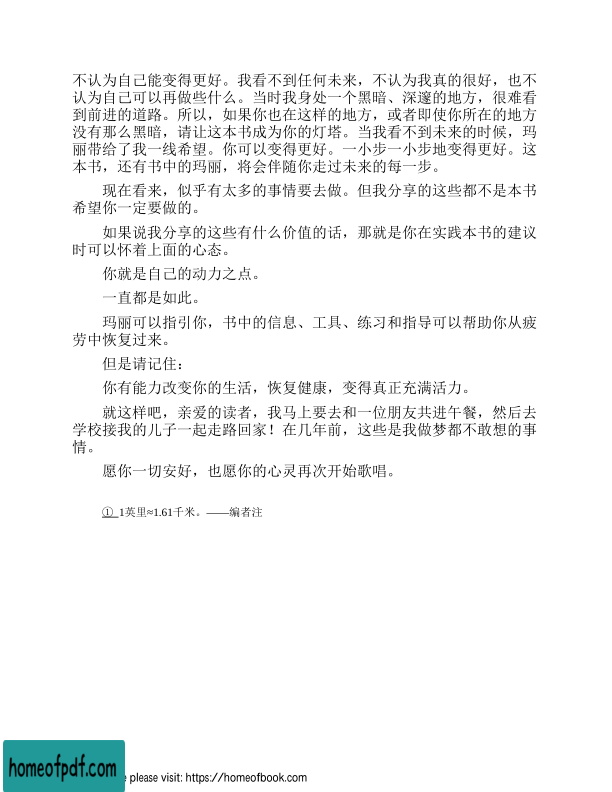 不认为自己能变得更好。我看不到任何未来，不认为我真的很好，也不
认为自己可以再做些什么。当时我身处一个黑暗、深邃的地方，很难看
到前进的道路。所以，如果你也在这样的地方，或者即使你所在的地方
没有那么黑暗，请让这本书成为你的灯塔。当我看不到未来的时候，玛
丽带给了我一线希望。你可以变得更好。一小步一小步地变得更好。这
本书，还有书中的玛丽，将会伴随你走过未来的每一步。
现在看来，似乎有太多的事情要去做。但我分享的这些都不是本书
希望你一定要做的。
如果说我分享的这些有什么价值的话，那就是你在实践本书的建议
时可以怀着上面的心态。
你就是自己的动力之点。
一直都是如此。
玛丽可以指引你，书中的信息、工具、练习和指导可以帮助你从疲
劳中恢复过来。
但是请记住：
你有能力改变你的生活，恢复健康，变得真正充满活力。
就这样吧，亲爱的读者，我马上要去和一位朋友共进午餐，然后去
学校接我的儿子一起走路回家！在几年前，这些是我做梦都不敢想的事
情。
愿你一切安好，也愿你的心灵再次开始歌唱。
① 1英里≈1.61千米。——编者注
homeofpdf.com
e please visit: https://homeofbook.com